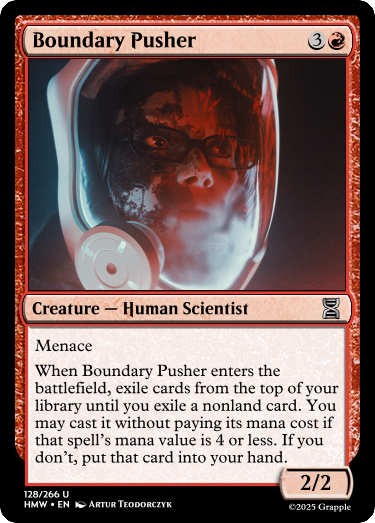 Boundary Pusher 3
Creature — Human Scientist
Menace
When Boundary Pusher enters the
battlefield, exile cards from the top of your
library until you exile a nonland card. You
may cast it without paying its mana cost if
that spell's mana value is 4 or less. If you
don't, put that card into your hand.
2/2
128/266 U
HMW • EN Artur Teodorczyk
©2025 Grapple